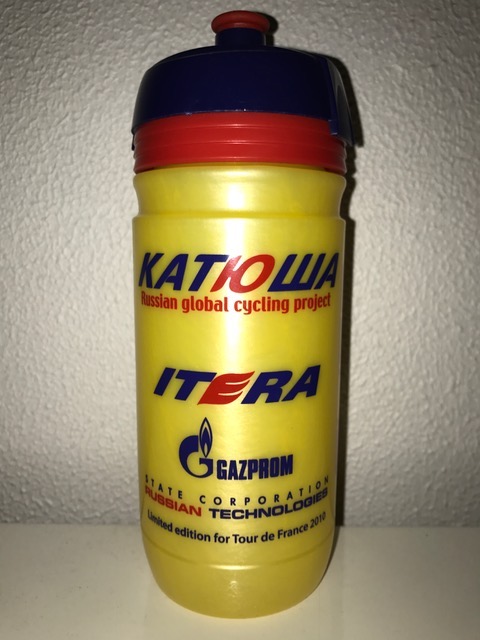 КАТЮША
Russian global cycling project
ITERA
GAZPROM
STATE CORPORATION
RUSSIAN TECHNOLOGIES
Limited edition for Tour de France 2010